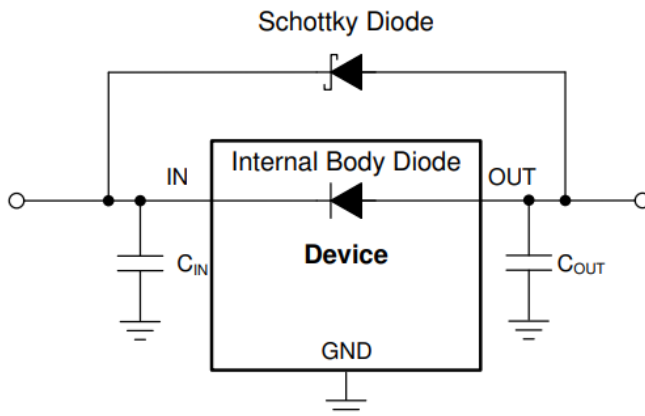 Schottky Diode
Internal Body Diode
IN
OUT
Device
CIN
COUT
GND